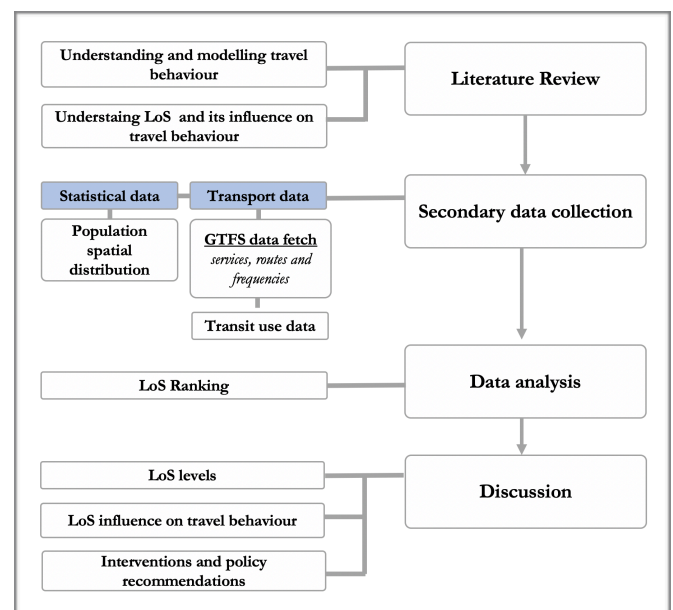 Understanding and modelling travel
behaviour
Literature Review
Understaing LoS and its influence on
travel behaviour
Statistical data
Transport data
Secondary data collection
Population
spatial
distribution
GTFS data fetch
services, routes and
frequencies
Transit use data
LoS Ranking
Data analysis
LoS levels
Discussion
LoS influence on travel behaviour
Interventions and policy
recommendations